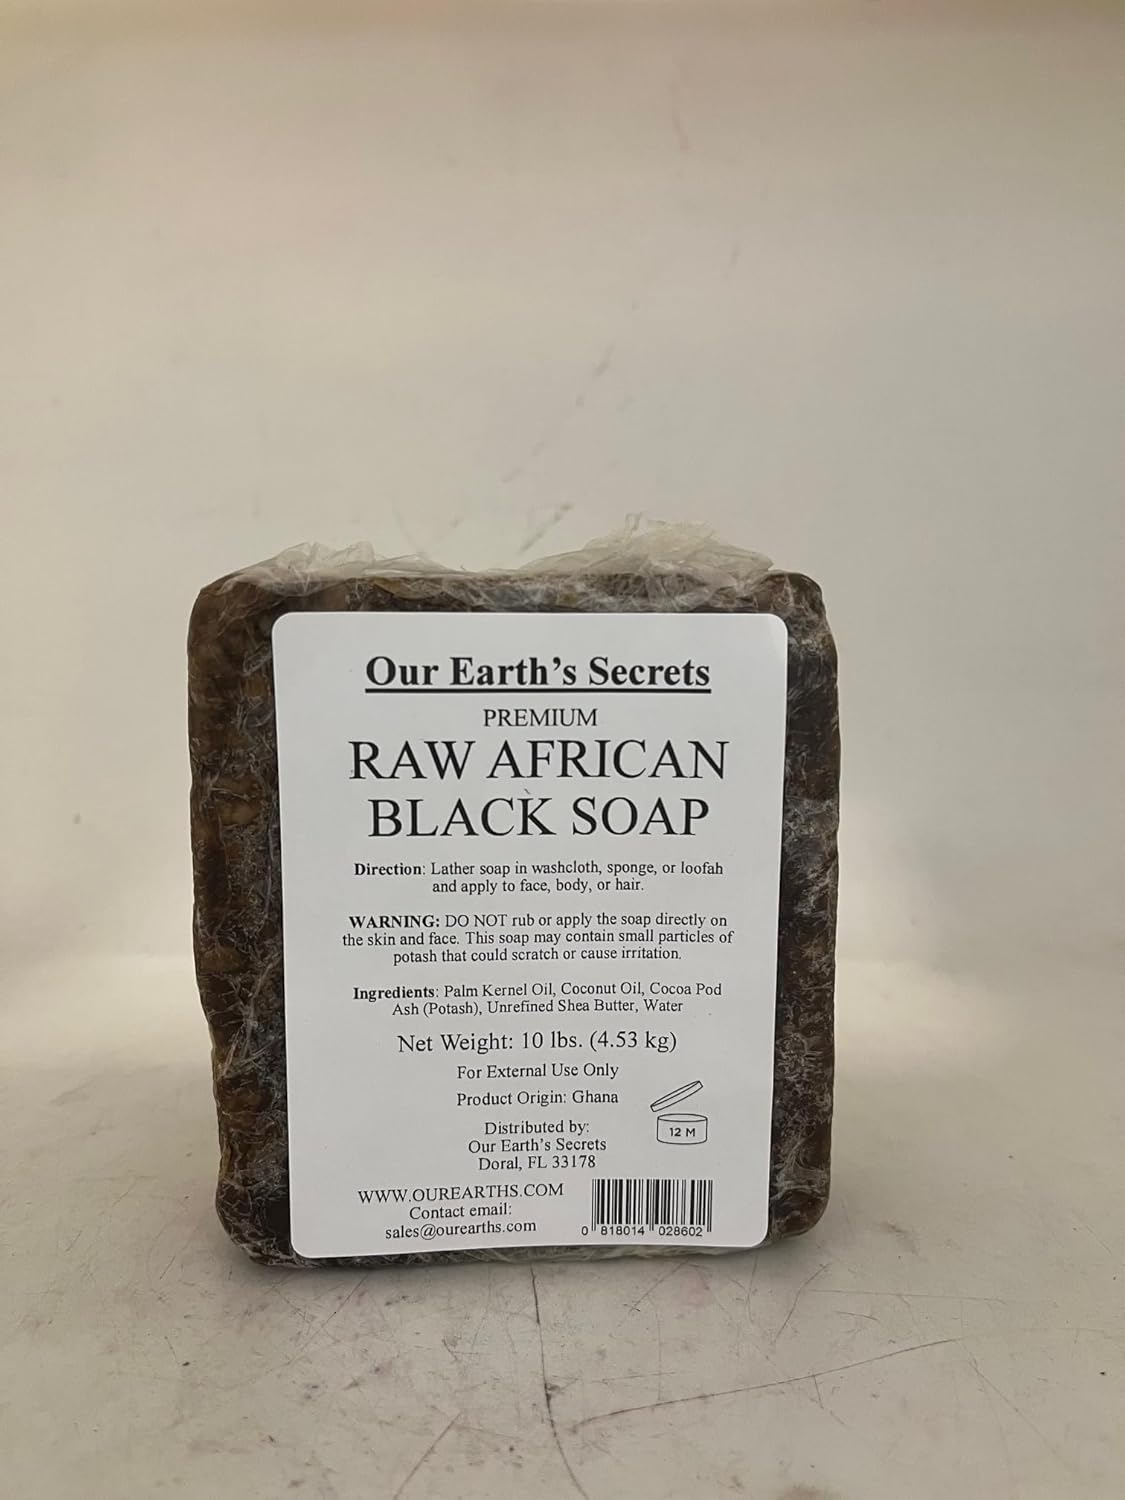 Our Earth's Secrets
PREMIUM
RAW AFRICAN
BLACK SOAP
Direction: Lather soap in washcloth, sponge, or loofah
and apply to face, body, or hair.
WARNING: DO NOT rub or apply the soap directly on
the skin and face. This soap may contain small particles of
potash that could scratch or cause irritation.
Ingredients: Palm Kernel Oil, Coconut Oil, Cocoa Pod
Ash (Potash), Unrefined Shea Butter, Water
Net Weight: 10 lbs. (4.53 kg)
For External Use Only
Product Origin: Ghana
12 M
Distributed by:
Our Earth's Secrets
Doral, FL 33178
WWW.OUREARTHS.COM
Contact email:
sales@ourearths.com
0 818014 028602